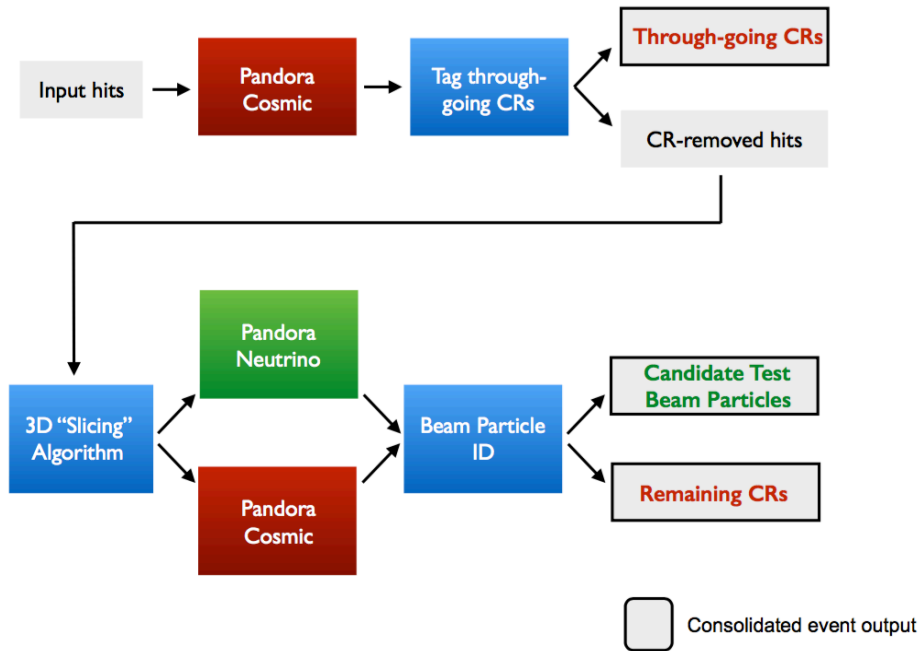 Input hits
Pandora
Cosmic
Tag through-
going CRs
Through-going CRs
CR-removed hits
3D “Slicing”
Algorithm
Pandora
Neutrino
Pandora
Cosmic
Beam Particle
ID
Candidate Test
Beam Particles
Remaining CRs
Consolidated event output